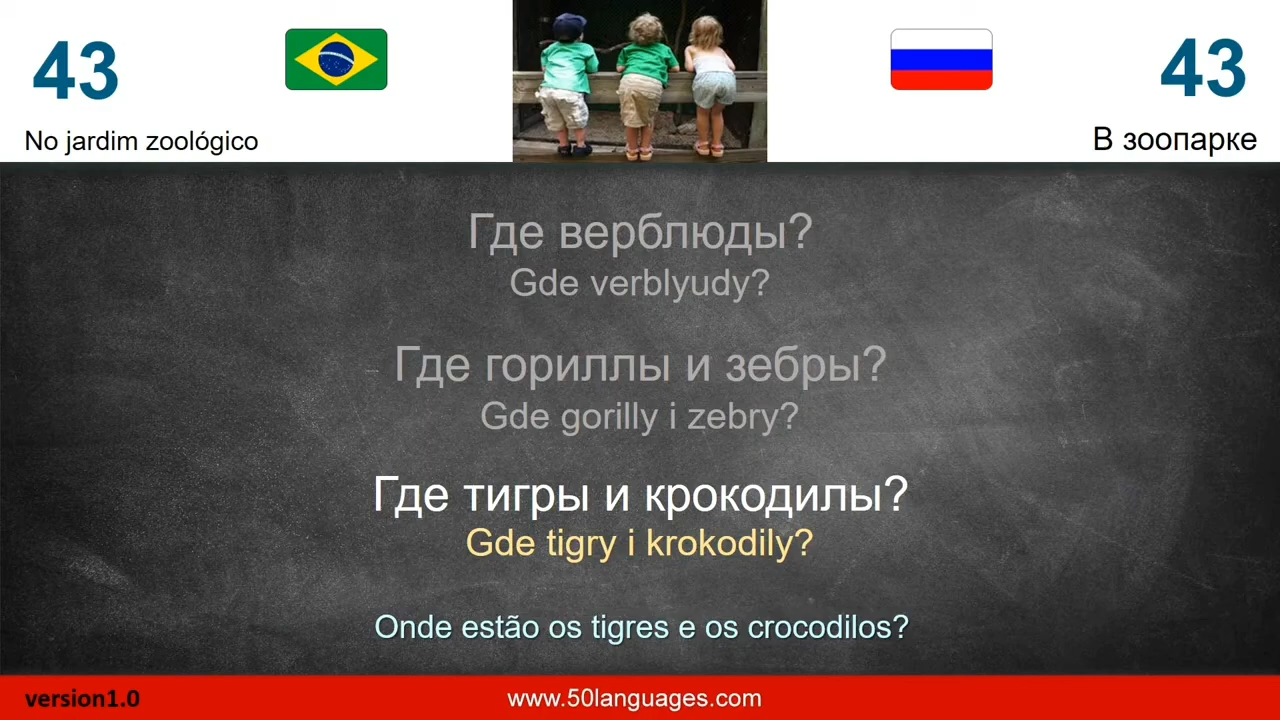 43
43
No jardim zoológico
В зоопарке
Где верблюды?
Gde verblyudy?
Где гориллы и зебры?
Gde gorilly i zebry?
Где тигры и крокодилы?
Gde tigry i krokodily?
Onde estão os tigres e os crocodilos?
version1.0
www.50languages.com